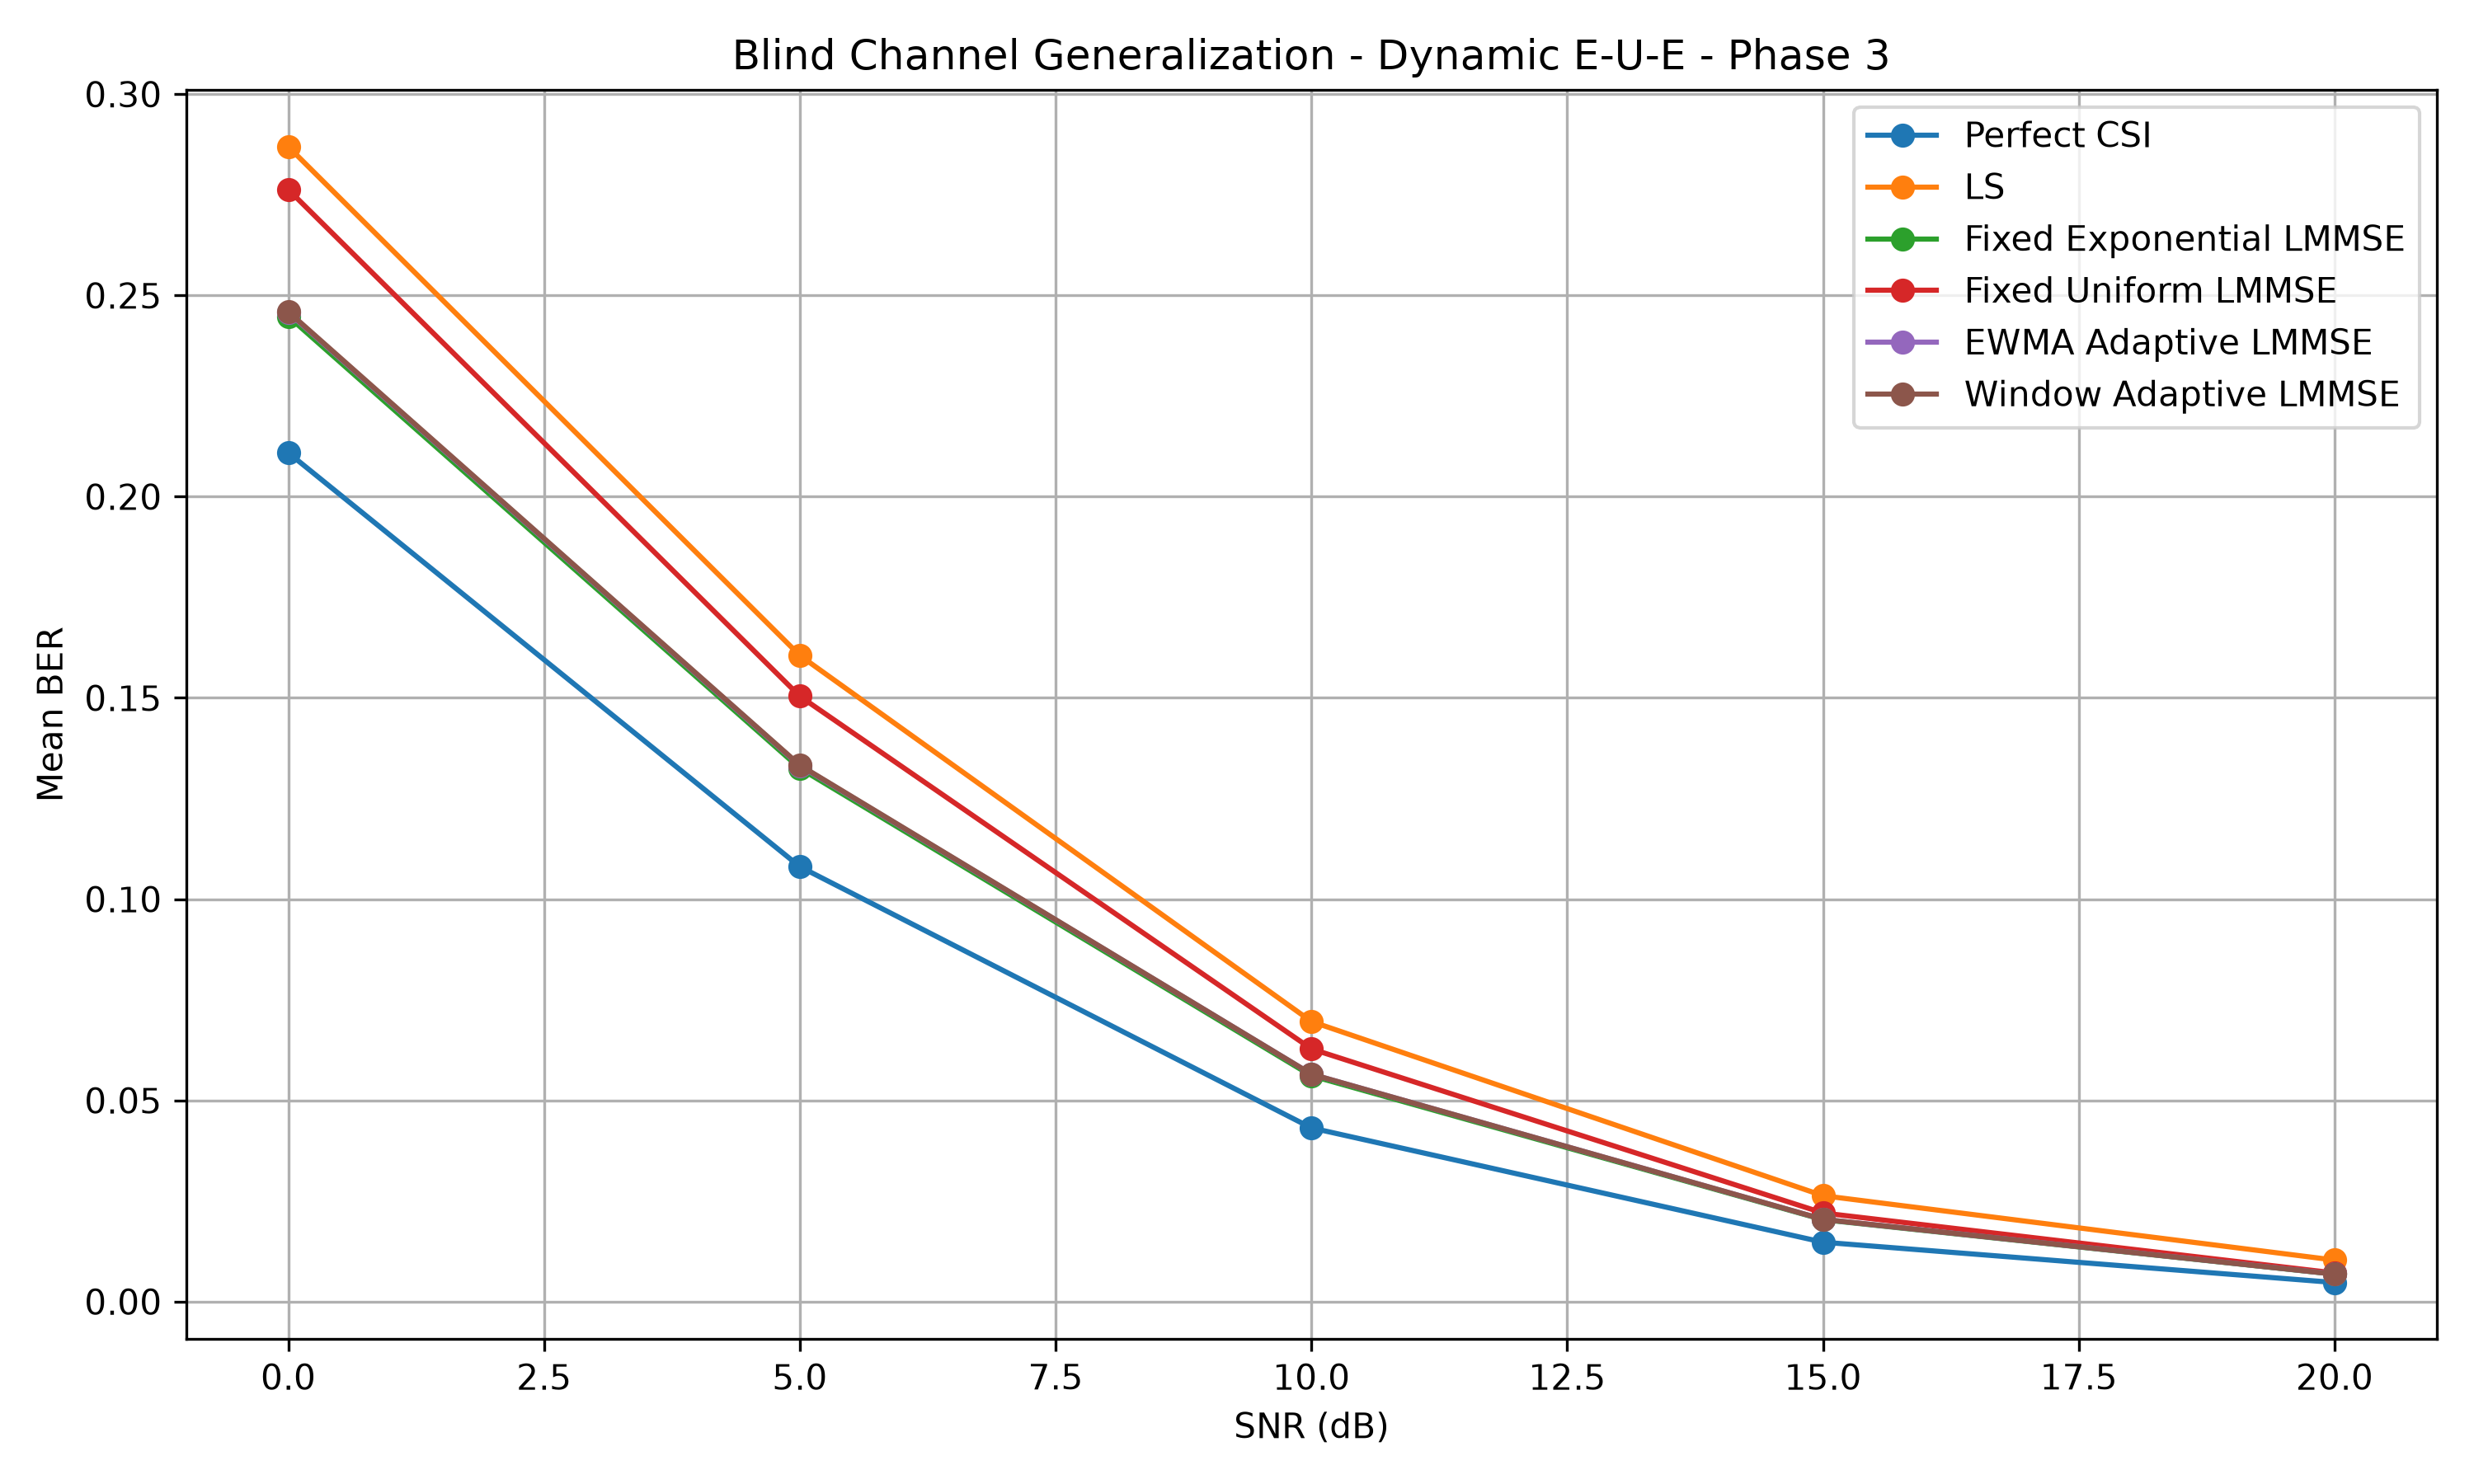 Blind Channel Generalization - Dynamic E-U-E - Phase 3
0.30
0.25
0.20
0.15
0.10
0.05
0.00
Mean BER
Perfect CSI
LS
Fixed Exponential LMMSE
Fixed Uniform LMMSE
EWMA Adaptive LMMSE
Window Adaptive LMMSE
0.0 2.5 5.0 7.5 10.0 12.5 15.0 17.5 20.0
SNR (dB)